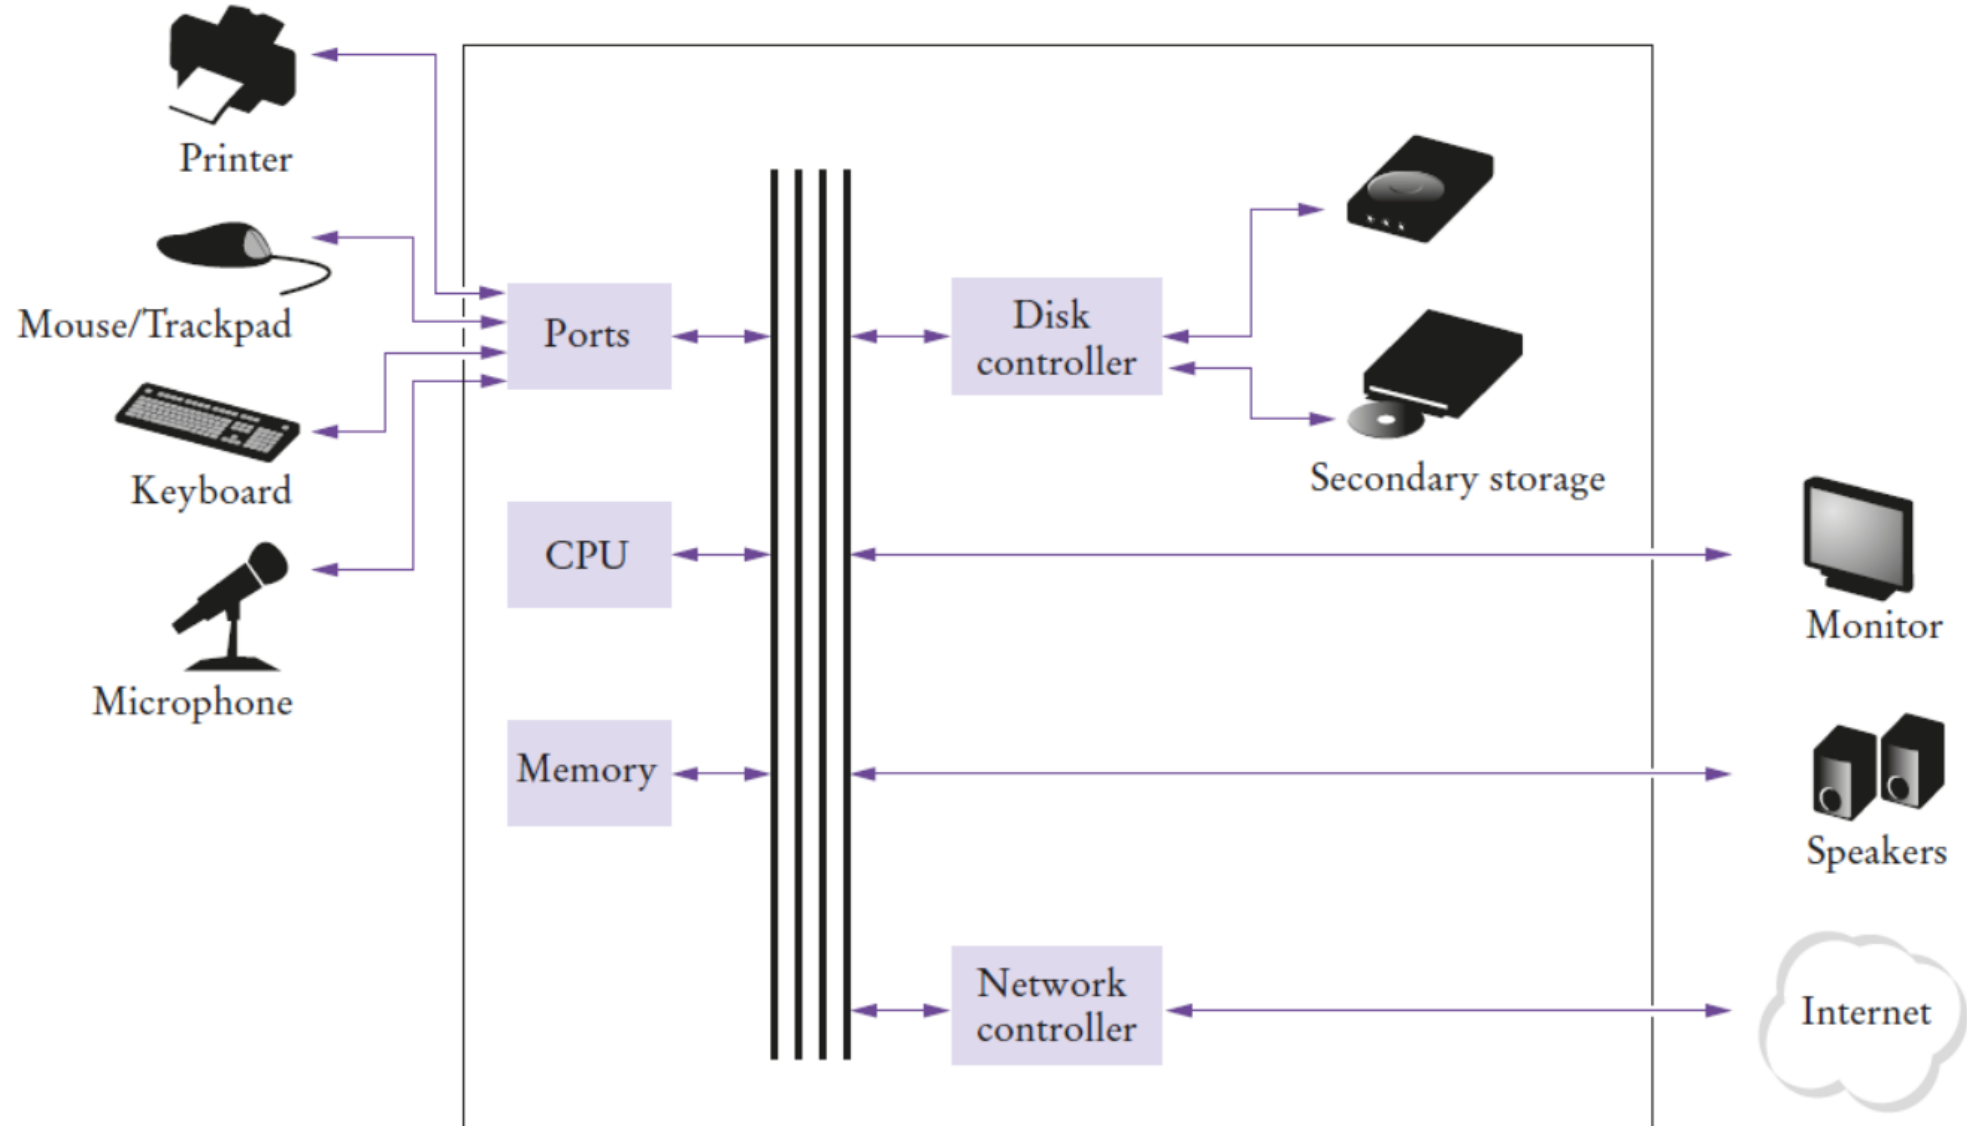 Printer
Mouse/Trackpad
Keyboard
Microphone
Ports
CPU
Memory
Disk
controller
Secondary storage
Monitor
Speakers
Network
controller
Internet